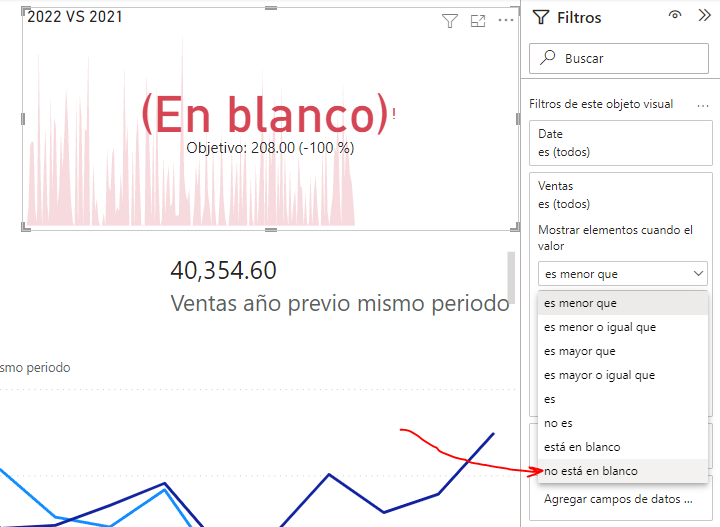 2022 VS 2021
(En blanco)!
Objetivo: 208.00 (-100 %)
40,354.60
Ventas año previo mismo periodo
smo periodo
Filtros
Buscar
Filtros de este objeto visual
Date
es (todos)
Ventas
es (todos)
Mostrar elementos cuando el
valor
es menor que
es menor que
es menor o igual que
es mayor que
es mayor o igual que
es
no es
está en blanco
no está en blanco
Agregar campos de datos ...